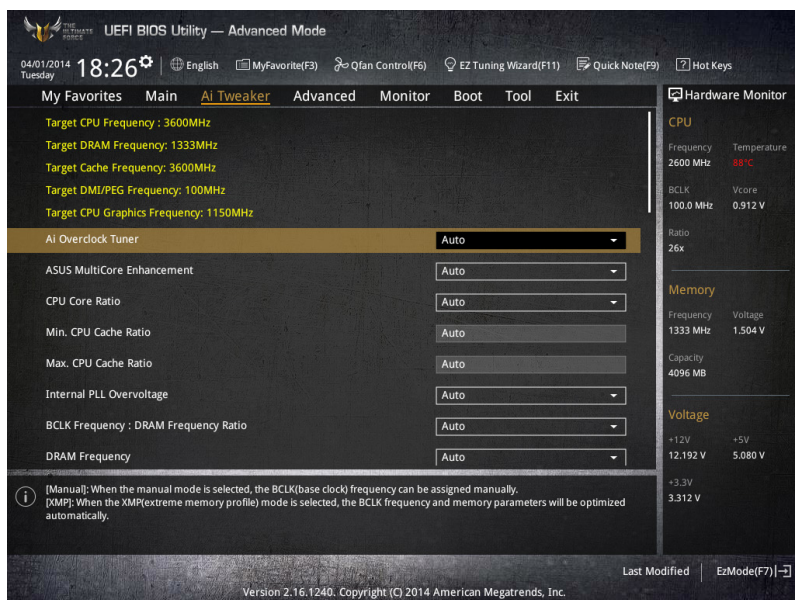 THE ULTIMATE FORCE
UEFI BIOS Utility — Advanced Mode
04/01/2014
Tuesday
18:26
English
MyFavorite(F3)
Qfan Control(F6)
EZ Tuning Wizard(F11)
Quick Note(F9)
? Hot Keys
My Favorites
Main
Ai Tweaker
Advanced
Monitor
Boot
Tool
Exit
Target CPU Frequency : 3600MHz
Target DRAM Frequency: 1333MHz
Target Cache Frequency: 3600MHz
Target DMI/PEG Frequency: 100MHz
Target CPU Graphics Frequency: 1150MHz
Ai Overclock Tuner Auto
ASUS MultiCore Enhancement Auto
CPU Core Ratio Auto
Min. CPU Cache Ratio Auto
Max. CPU Cache Ratio Auto
Internal PLL Overvoltage Auto
BCLK Frequency : DRAM Frequency Ratio Auto
DRAM Frequency Auto
i
[Manual]: When the manual mode is selected, the BCLK(base clock) frequency can be assigned manually.
[XMP]: When the XMP(extreme memory profile) mode is selected, the BCLK frequency and memory parameters will be optimized
automatically.
Hardware Monitor
CPU
Frequency Temperature
2600 MHz 88°C
BCLK Vcore
100.0 MHz 0.912 V
Ratio
26x
Memory
Frequency Voltage
1333 MHz 1.504 V
Capacity
4096 MB
Voltage
+12V +5V
12.192 V 5.080 V
+3.3V
3.312 V
Last Modified
EzMode(F7)
Version 2.16.1240. Copyright (C) 2014 American Megatrends, Inc.